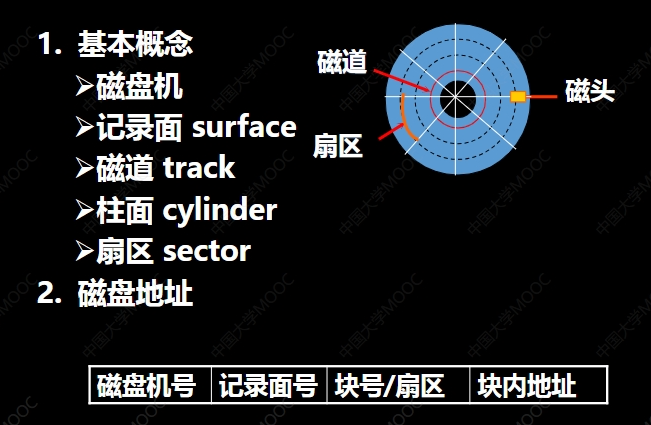 1. 基本概念
➢磁盘机
➢记录面 surface
➢磁道 track
➢柱面 cylinder
➢扇区 sector
2. 磁盘地址
磁道
磁头
扇区
磁盘机号 记录面号 块号/扇区 块内地址
中国大学MOOC